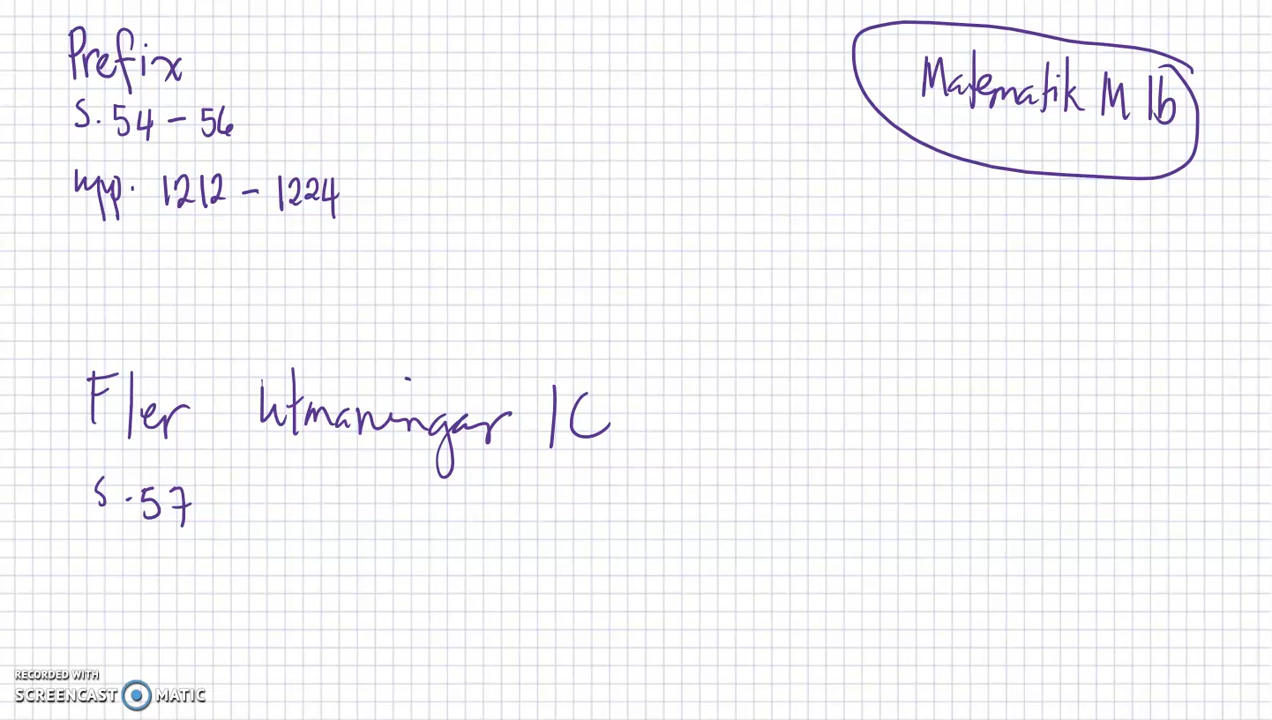 Prefix
s. 54 - 56
upp. 1212 - 1224
Matematik M 1b
Fler utmaningar 1C
s. 57
RECORDED WITH
SCREENCAST MATIC